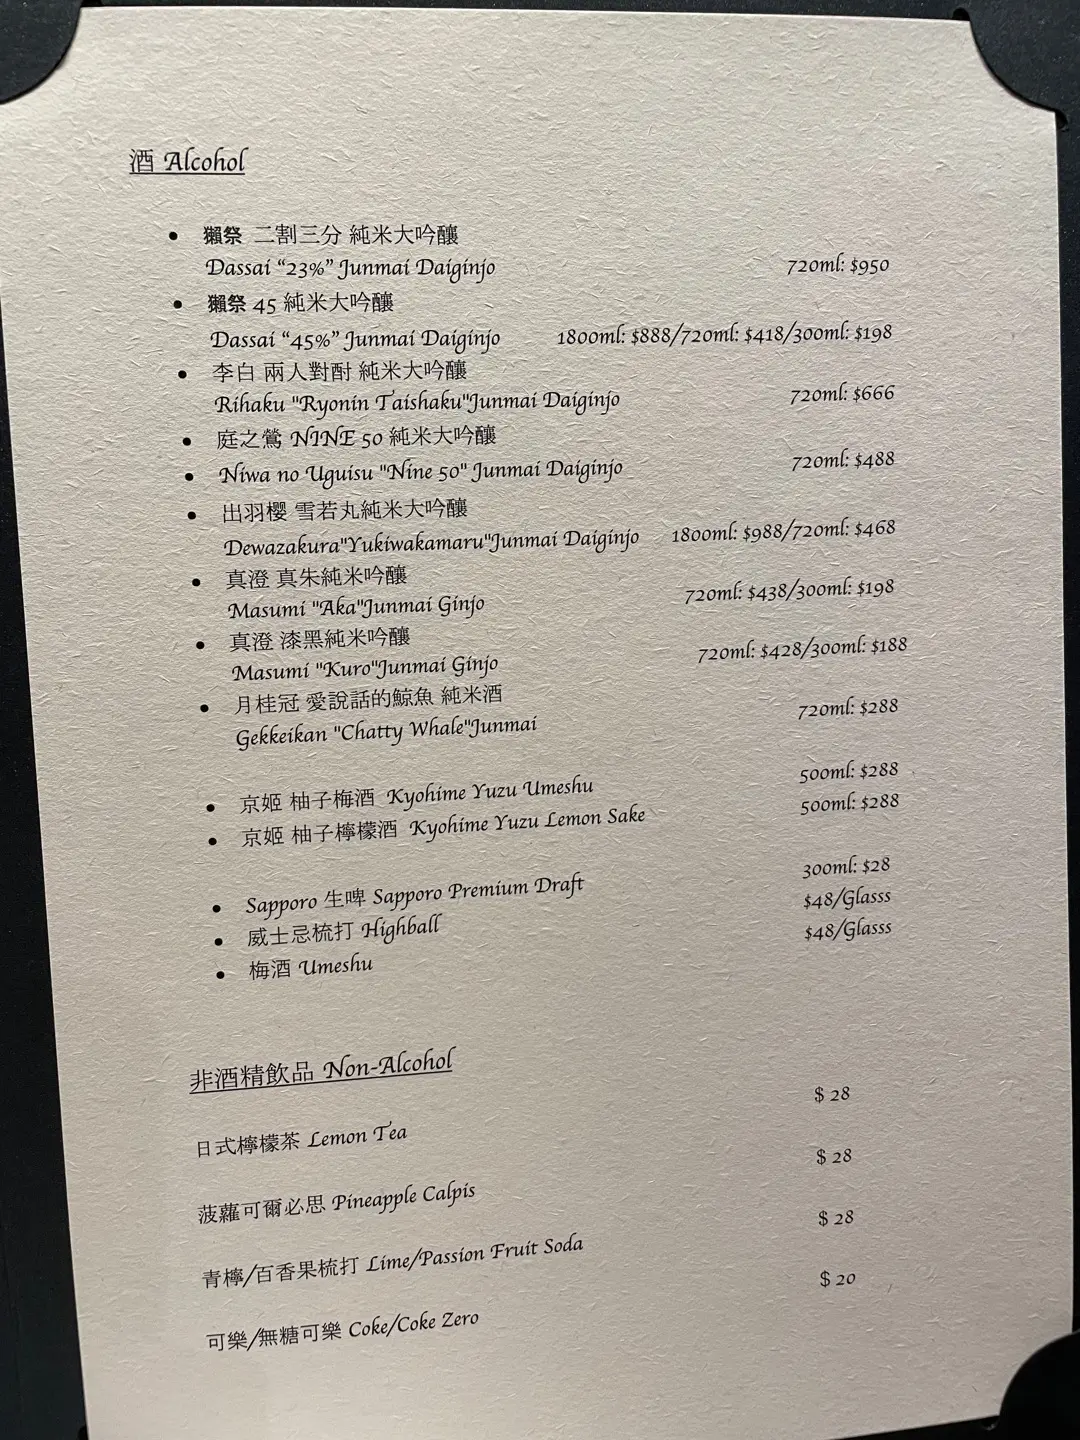 酒 Alcohol
• 獺祭 二割三分 純米大吟釀
Dassai “23%” Junmai Daiginjo 720ml: $950
• 獺祭 45 純米大吟釀
Dassai “45%” Junmai Daiginjo 1800ml: $888/720ml: $418/300ml: $198
• 李白 兩人對酌 純米大吟釀
Rihaku "Ryonin Taishaku"Junmai Daiginjo 720ml: $666
• 庭之鶯 NINE 50 純米大吟釀
• Niwa no Uguisu "Nine 50" Junmai Daiginjo 720ml: $488
• 出羽櫻 雪若丸純米大吟釀
Dewazakura"Yukiwakamaru"Junmai Daiginjo 1800ml: $988/720ml: $468
• 真澄 真朱純米吟釀
Masumi "Aka"Junmai Ginjo 720ml: $438/300ml: $198
• 真澄 漆黑純米吟釀
Masumi "Kuro"Junmai Ginjo 720ml: $428/300ml: $188
• 月桂冠 愛說話的鯨魚 純米酒
Gekkeikan "Chatty Whale"Junmai 720ml: $288
• 京姬 柚子梅酒 Kyohime Yuzu Umeshu 500ml: $288
• 京姬 柚子檸檬酒 Kyohime Yuzu Lemon Sake 500ml: $288
• Sapporo 生啤 Sapporo Premium Draft 300ml: $28
• 威士忌梳打 Highball $48/Glasss
• 梅酒 Umeshu $48/Glasss
非酒精飲品 Non-Alcohol
日式檸檬茶 Lemon Tea $ 28
菠蘿可爾必思 Pineapple Calpis $ 28
青檸/百香果梳打 Lime/Passion Fruit Soda $ 28
可樂/無糖可樂 Coke/Coke Zero $ 20